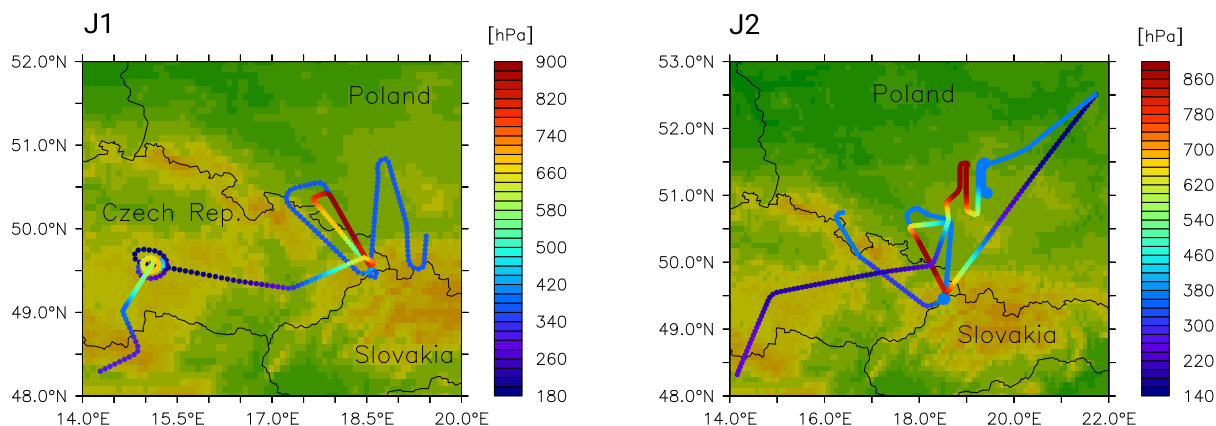 J1
[hPa]
52.0°N
51.0°N
50.0°N
49.0°N
48.0°N
14.0°E
15.5°E
17.0°E
18.5°E
20.0°E
Poland
Czech Rep.
Slovakia
900
820
740
660
580
500
420
340
260
180
J2
[hPa]
53.0°N
52.0°N
51.0°N
50.0°N
49.0°N
48.0°N
14.0°E
16.0°E
18.0°E
20.0°E
22.0°E
Poland
Slovakia
860
780
700
620
540
460
380
300
220
140